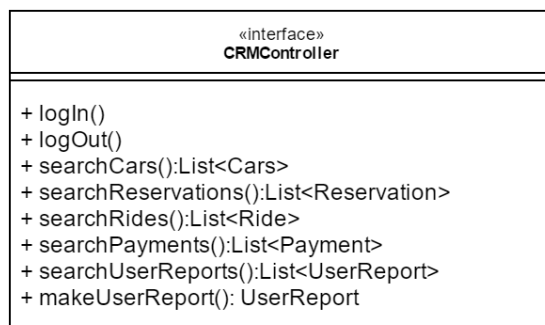 «interface»
CRMController
+ logIn()
+ logOut()
+ searchCars():List<Cars>
+ searchReservations():List<Reservation>
+ searchRides():List<Ride>
+ searchPayments():List<Payment>
+ searchUserReports():List<UserReport>
+ makeUserReport(): UserReport